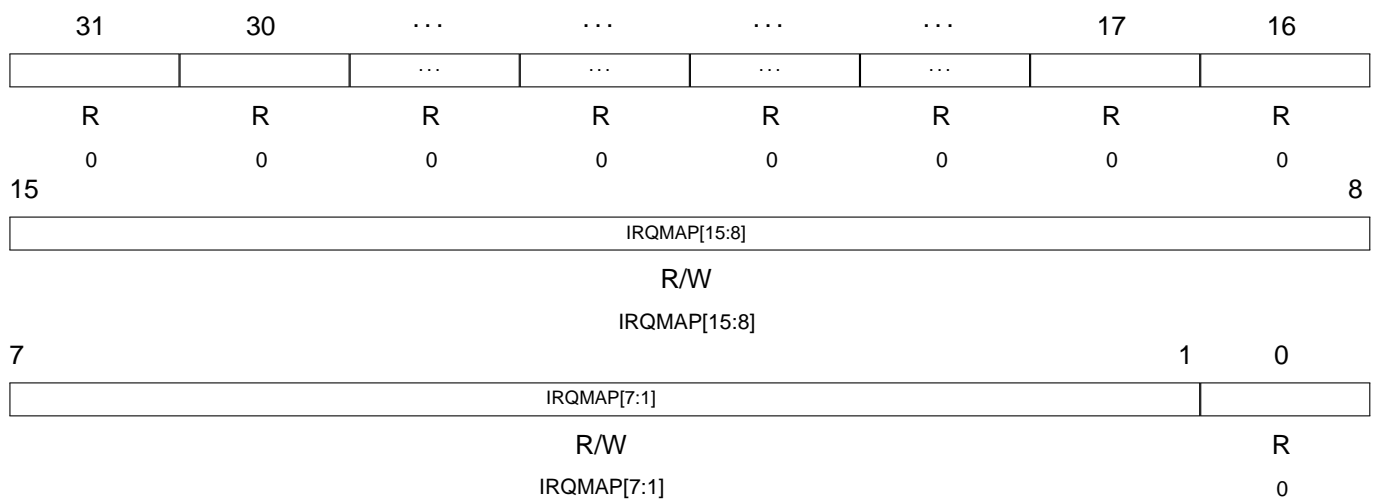 31 30 ... ... ... ... 17 16
... ... ... ...
R R R R R R R R
0 0 0 0 0 0 0 0
15 8
IRQMAP[15:8]
R/W
IRQMAP[15:8]
7 1 0
IRQMAP[7:1]
R/W R
IRQMAP[7:1] 0